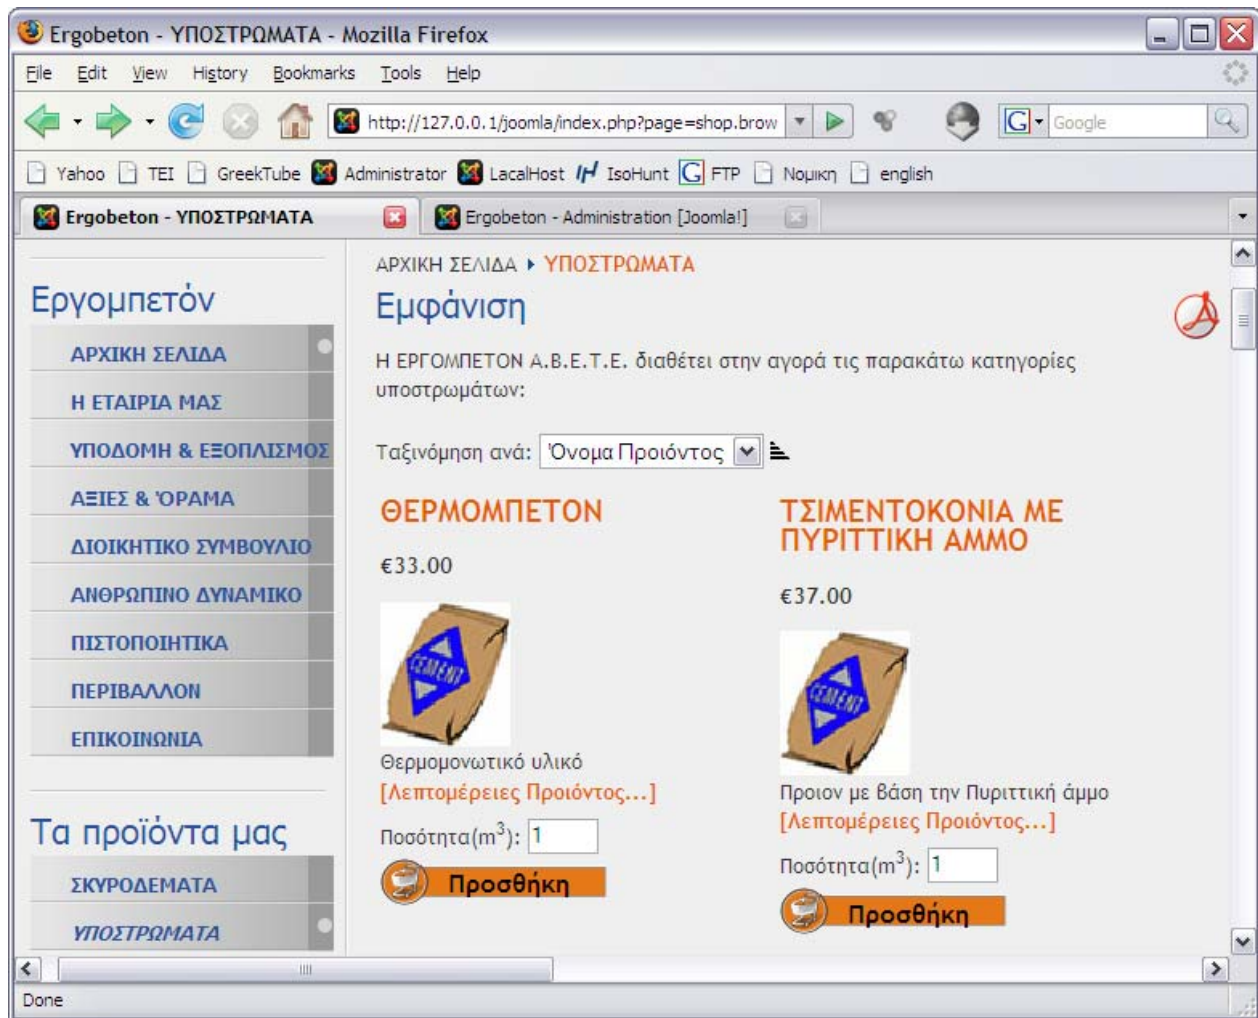 Ergobeton - ΥΠΟΣΤΡΩΜΑΤΑ - Mozilla Firefox
File Edit View History Bookmarks Tools Help
http://127.0.0.1/joomla/index.php?page=shop.brow
G Google
Yahoo TEI GreekTube Administrator LacalHost IsoHunt G FTP Νομικη english
Ergobeton - ΥΠΟΣΤΡΩΜΑΤΑ
Ergobeton - Administration [Joomla!]
Εργομπετόν
ΑΡΧΙΚΗ ΣΕΛΙΔΑ
Η ΕΤΑΙΡΙΑ ΜΑΣ
ΥΠΟΔΟΜΗ & ΕΞΟΠΛΙΣΜΟΣ
ΑΞΙΕΣ & ΌΡΑΜΑ
ΔΙΟΙΚΗΤΙΚΟ ΣΥΜΒΟΥΛΙΟ
ΑΝΘΡΩΠΙΝΟ ΔΥΝΑΜΙΚΟ
ΠΙΣΤΟΠΟΙΗΤΙΚΑ
ΠΕΡΙΒΑΛΛΟΝ
ΕΠΙΚΟΙΝΩΝΙΑ
Τα προϊόντα μας
ΣΚΥΡΟΔΕΜΑΤΑ
ΥΠΟΣΤΡΩΜΑΤΑ
ΑΡΧΙΚΗ ΣΕΛΙΔΑ ΥΠΟΣΤΡΩΜΑΤΑ
Εμφάνιση
Η ΕΡΓΟΜΠΕΤΟΝ Α.Β.Ε.Τ.Ε. διαθέτει στην αγορά τις παρακάτω κατηγορίες
υποστρωμάτων:
Ταξινόμηση ανά: Όνομα Προιόντος
ΘΕΡΜΟΜΠΕΤΟΝ
€33.00
CEMENT
Θερμομονωτικό υλικό
[Λεπτομέρειες Προιόντος...]
Ποσότητα(m³): 1
Προσθήκη
ΤΣΙΜΕΝΤΟΚΟΝΙΑ ΜΕ
ΠΥΡΙΤΤΙΚΗ ΑΜΜΟ
€37.00
CEMENT
Προιον με βάση την Πυριττική άμμο
[Λεπτομέρειες Προιόντος...]
Ποσότητα(m³): 1
Προσθήκη
Done